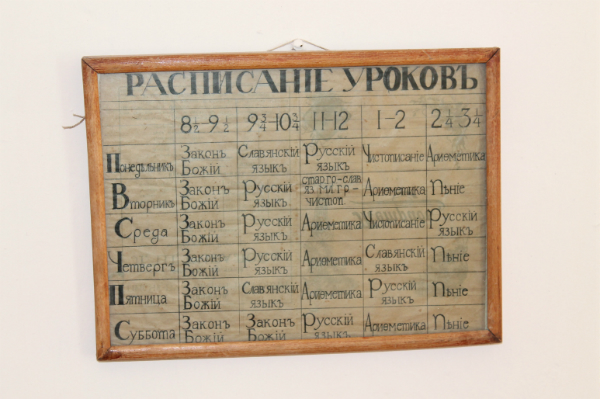 РАСПИСАНІЕ УРОКОВЪ
8½-9½ 9¾-10¾ 11-12 1-2 2¼-3¼
Понедѣльникъ Законъ Божій Славянскій языкъ Русскій языкъ Чистописаніе Ариѳметика
Вторникъ Законъ Божій Русскій языкъ Ариѳметика Пѣніе
Среда Законъ Божій Русскій языкъ Ариѳметика Чистописаніе Русскій языкъ
Четвергъ Законъ Божій Русскій языкъ Ариѳметика Славянскій языкъ Пѣніе
Пятница Законъ Божій Славянскій языкъ Ариѳметика Русскій языкъ Пѣніе
Суббота Законъ Божій Законъ Божій Русскій языкъ Ариѳметика Пѣніе